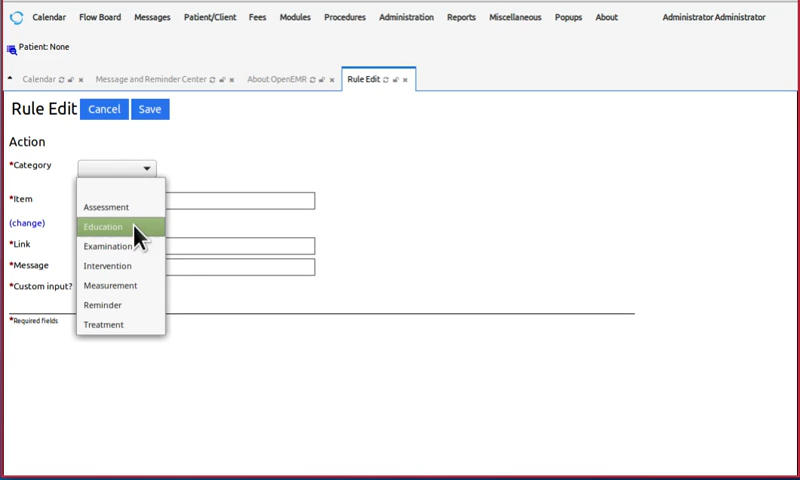 Calendar Flow Board Messages Patient/Client Fees Modules Procedures Administration Reports Miscellaneous Popups About Administrator Administrator
Patient: None
Calendar Message and Reminder Center About OpenEMR Rule Edit
Rule Edit Cancel Save
Action
*Category
*Item
Assessment
(change)
Education
*Link
Examination
*Message
Intervention
*Custom input?
Measurement
Reminder
*Required fields
Treatment